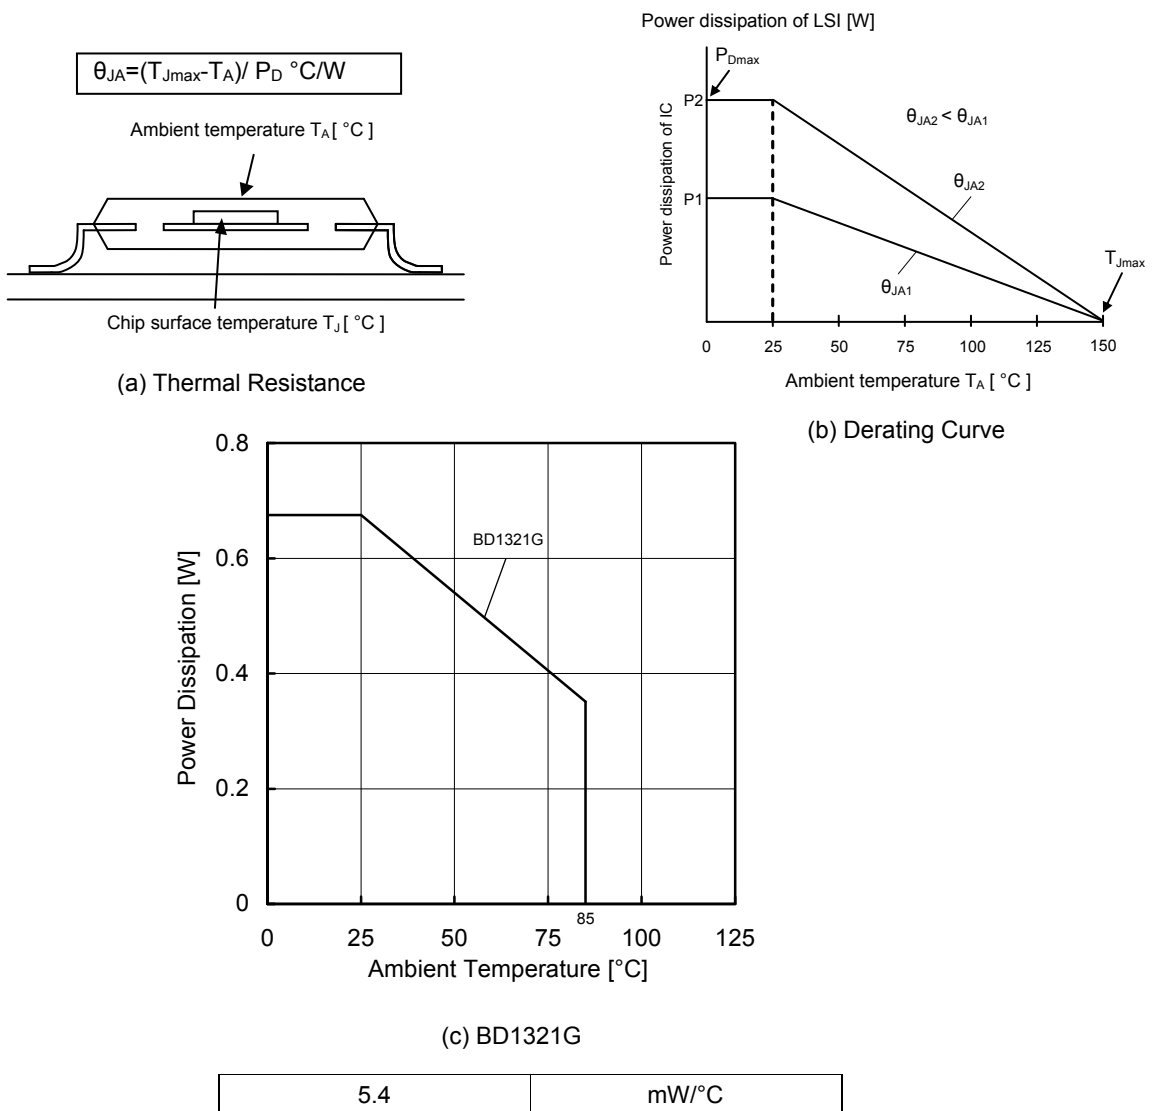 θJA=(TJmax-TA)/ PD °C/W
Ambient temperature TA [ °C ]
Chip surface temperature TJ [ °C ]
(a) Thermal Resistance
Power dissipation of LSI [W]
PDmax
P2
θJA2 < θJA1
Power dissipation of IC
θJA2
P1
TJmax
θJA1
0 25 50 75 100 125 150
Ambient temperature TA [ °C ]
(b) Derating Curve
0.8
BD1321G
0.6
Power Dissipation [W]
0.4
0.2
0
85
0 25 50 75 100 125
Ambient Temperature [°C]
(c) BD1321G
5.4 mW/°C